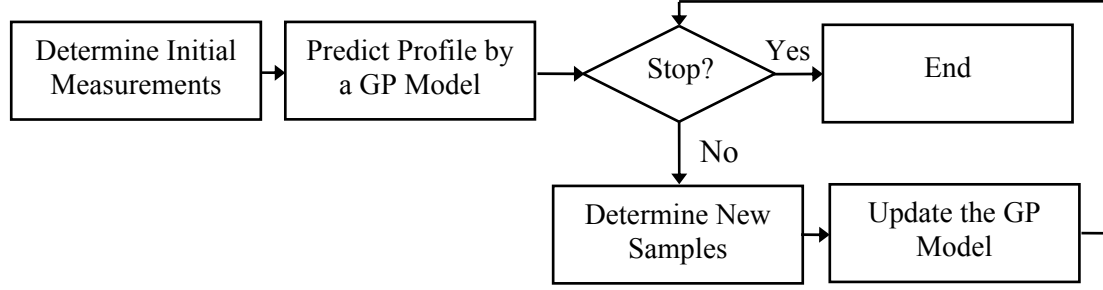 Determine Initial
Measurements
Predict Profile by
a GP Model
Stop?
Yes
End
No
Determine New
Samples
Update the GP
Model